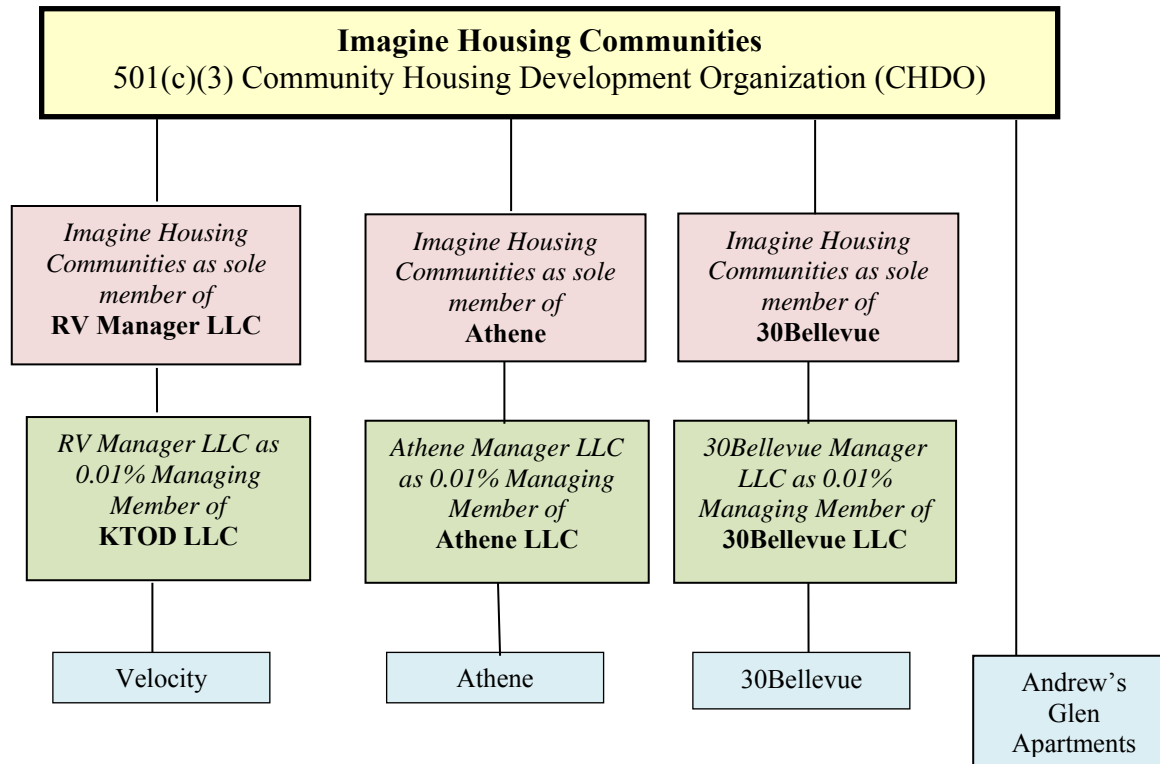 Imagine Housing Communities
501(c)(3) Community Housing Development Organization (CHDO)
Imagine Housing
Communities as sole
member of
RV Manager LLC
Imagine Housing
Communities as sole
member of
Athene
Imagine Housing
Communities as sole
member of
30Bellevue
RV Manager LLC as
0.01% Managing
Member of
KTOD LLC
Athene Manager LLC
as 0.01% Managing
Member of
Athene LLC
30Bellevue Manager
LLC as 0.01%
Managing Member of
30Bellevue LLC
Velocity
Athene
30Bellevue
Andrew’s
Glen
Apartments